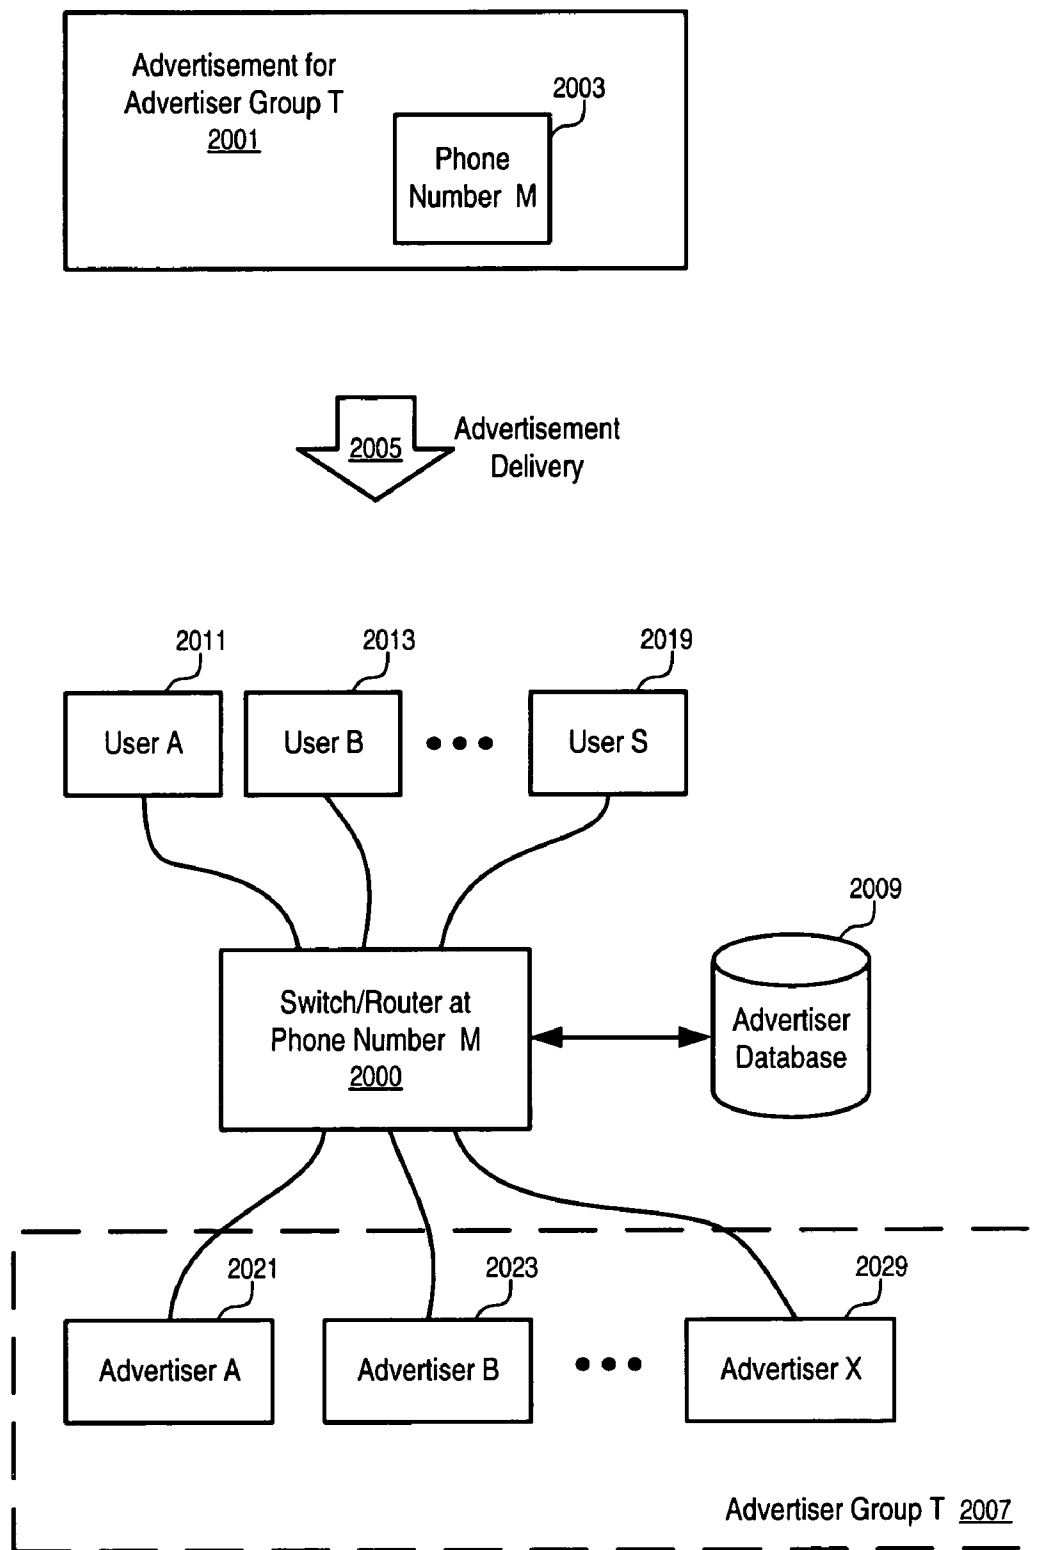 Advertisement for
Advertiser Group T
2001
2003
Phone
Number M
2005
Advertisement
Delivery
2011
2013
2019
User A
User B
User S
2009
Switch/Router at
Phone Number M
2000
Advertiser
Database
2021
2023
2029
Advertiser A
Advertiser B
Advertiser X
Advertiser Group T 2007